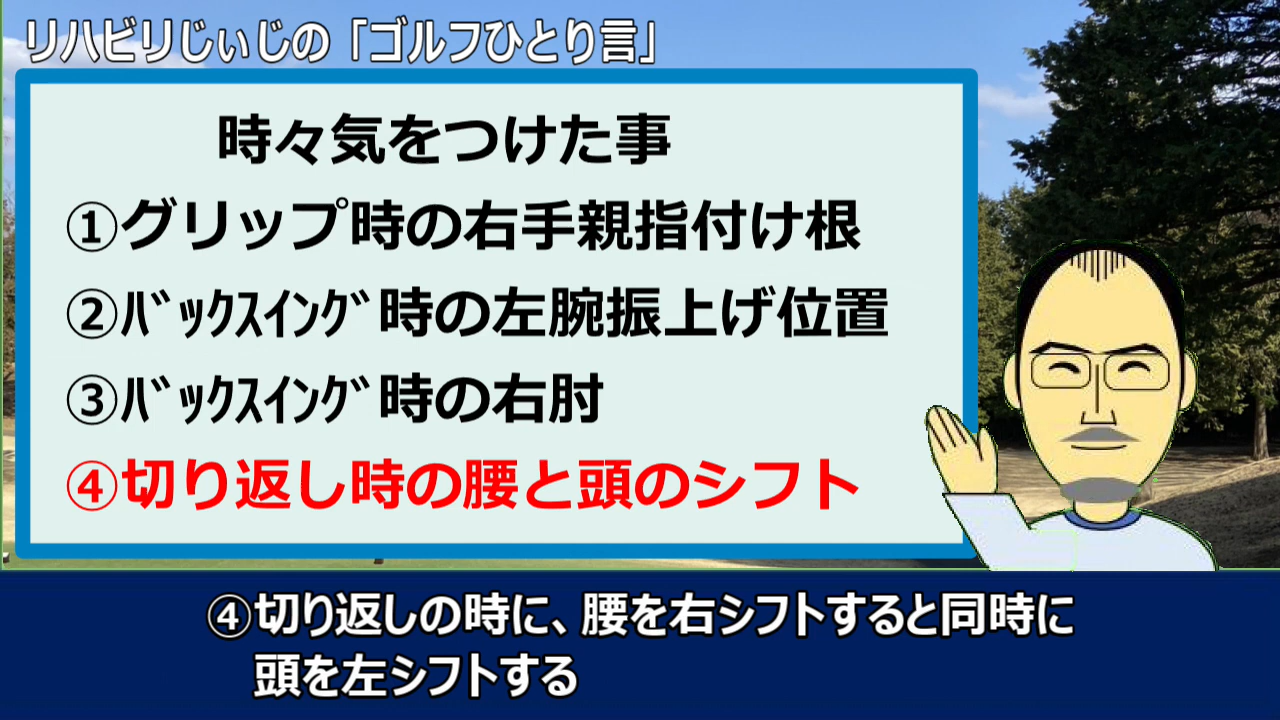 リハビリじぃじの「ゴルフひとり言」
時々気をつけた事
①グリップ時の右手親指付け根
②ﾊﾞｯｸｽｲﾝｸﾞ時の左腕振上げ位置
③ﾊﾞｯｸｽｲﾝｸﾞ時の右肘
④切り返し時の腰と頭のシフト
④切り返しの時に、腰を右シフトすると同時に
頭を左シフトする